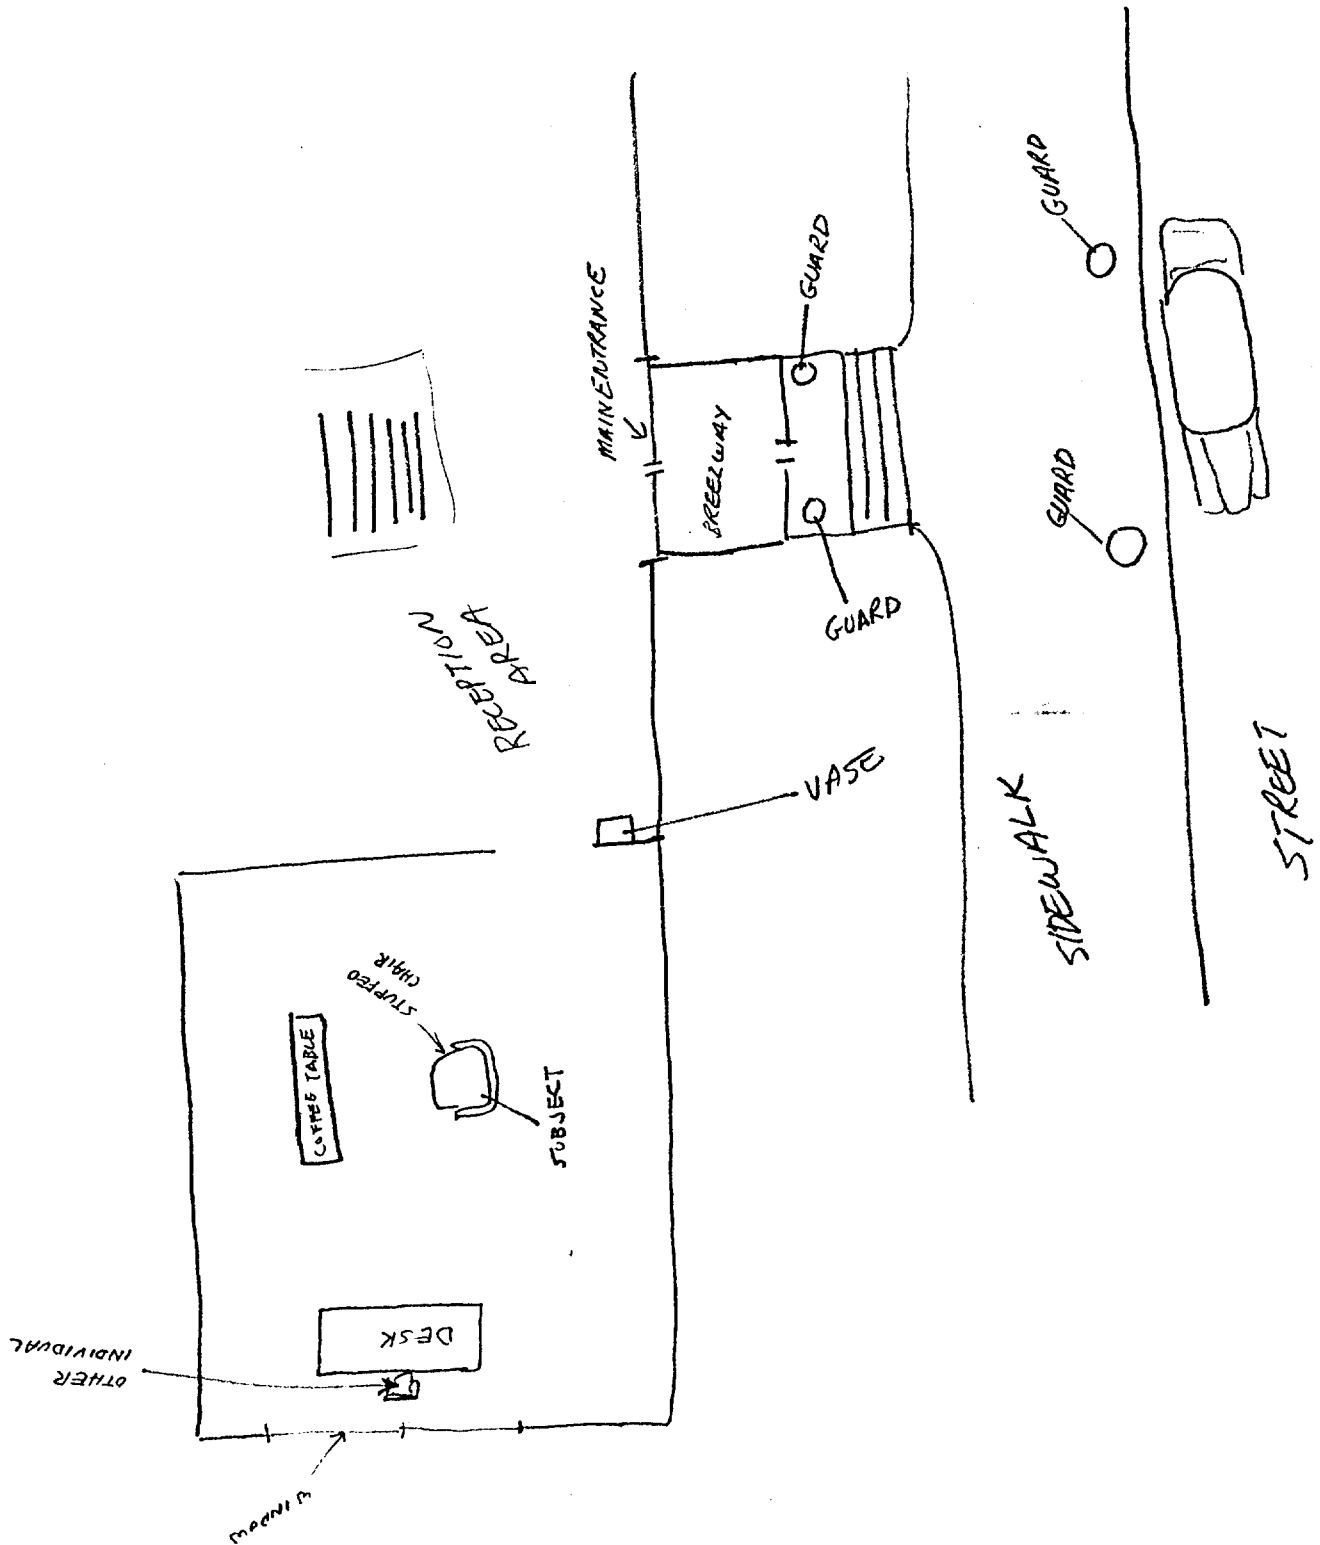 GUARD
GUARD
MAIN ENTRANCE
BREEZWAY
GUARD
GUARD
RECEPTION
AREA
VASE
SIDEWALK
STREET
STUFFED
CHAIR
COFFEE TABLE
SUBJECT
DESK
OTHER
INDIVIDUAL
WINDOW